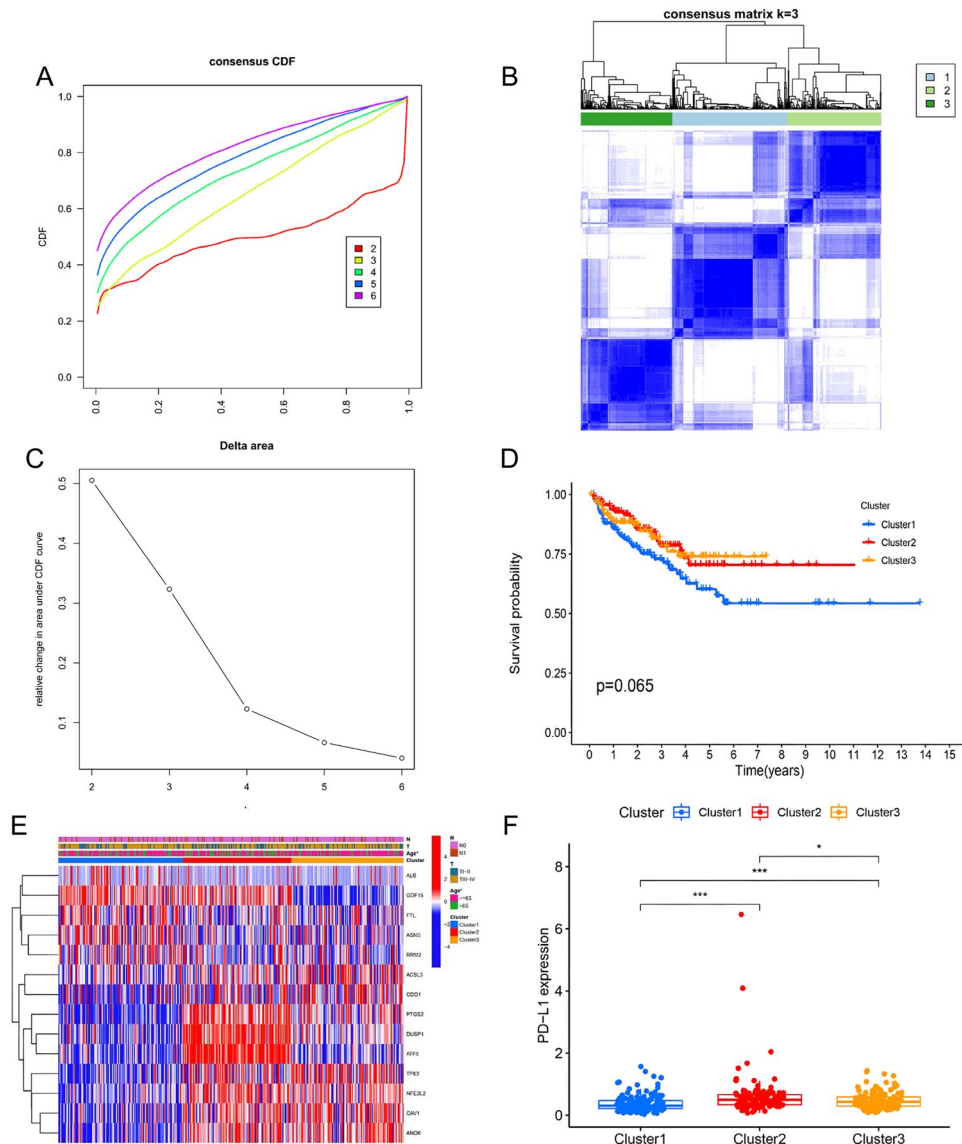 A
consensus CDF
CDF
1.0
0.8
0.6
0.4
0.2
0.0
0.0 0.2 0.4 0.6 0.8 1.0
2
3
4
5
6
B
consensus matrix k=3
1
2
3
C
Delta area
relative change in area under CDF curve
0.5
0.3
0.1
2 3 4 5 6
D
Survival probability
1.00
0.75
0.50
0.25
0.00
Cluster
Cluster1
Cluster2
Cluster3
p=0.065
0 1 2 3 4 5 6 7 8 9 10 11 12 13 14 15
Time(years)
E
N
T
Age*
Cluster
ALB
GDF15
FTL
ASNS
RRM2
ACSL3
CDO1
PTGS2
DUSP1
ATF3
TP63
NFE2L2
CAV1
ANO6
4
2
0
−2
−4
N
N0
N1
T
TI−II
TIII−IV
Age*
<=65
>65
Cluster
Cluster1
Cluster2
Cluster3
F
Cluster Cluster1 Cluster2 Cluster3
PD−L1 expression
8
6
4
2
0
*
***
***
Cluster1 Cluster2 Cluster3